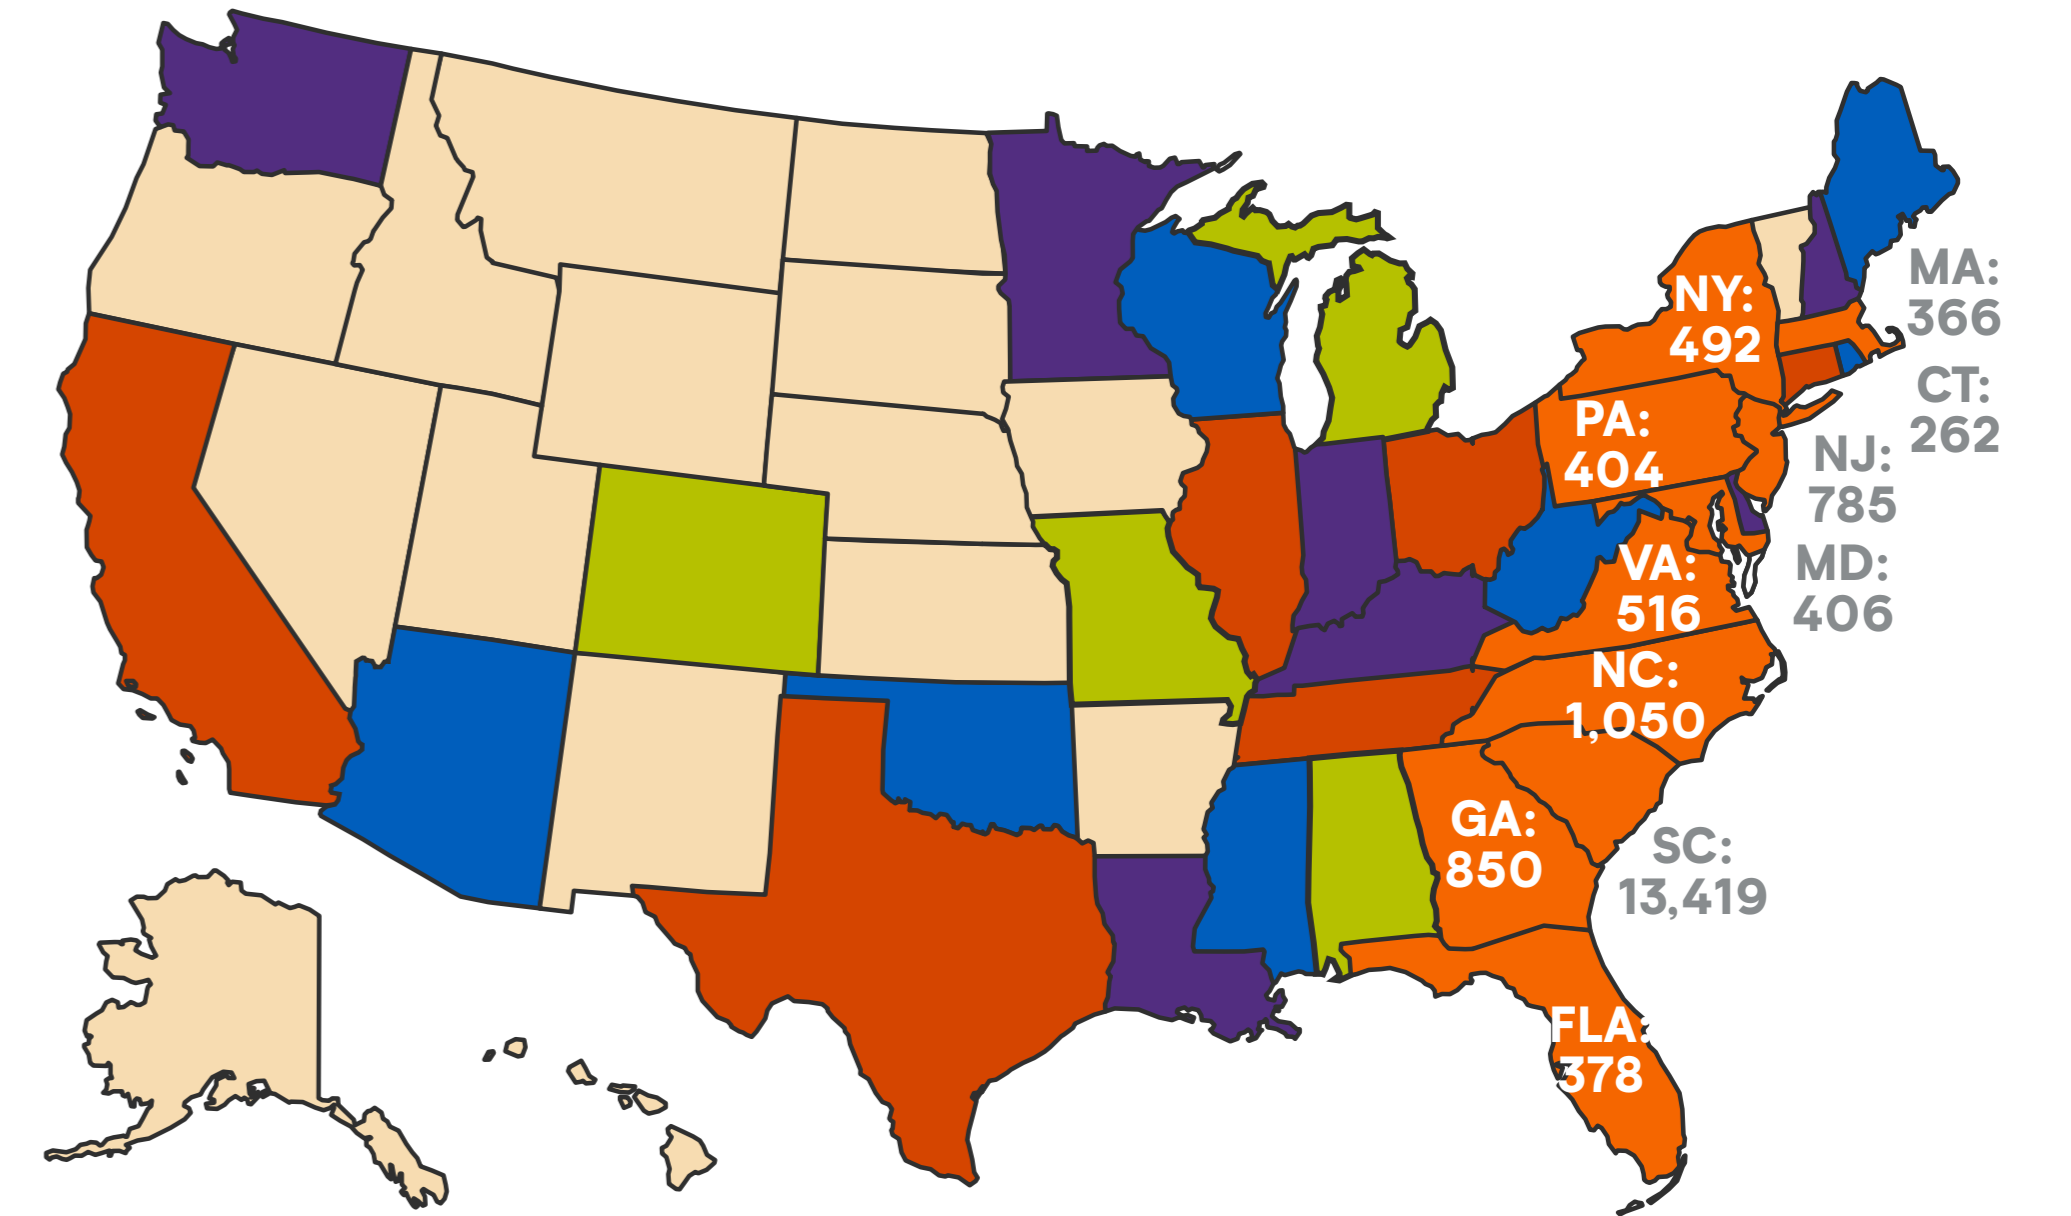 MA:
366
NY:
492
CT:
262
PA:
404
NJ:
785
VA:
516
MD:
406
NC:
1,050
GA:
850
SC:
13,419
FLA:
378